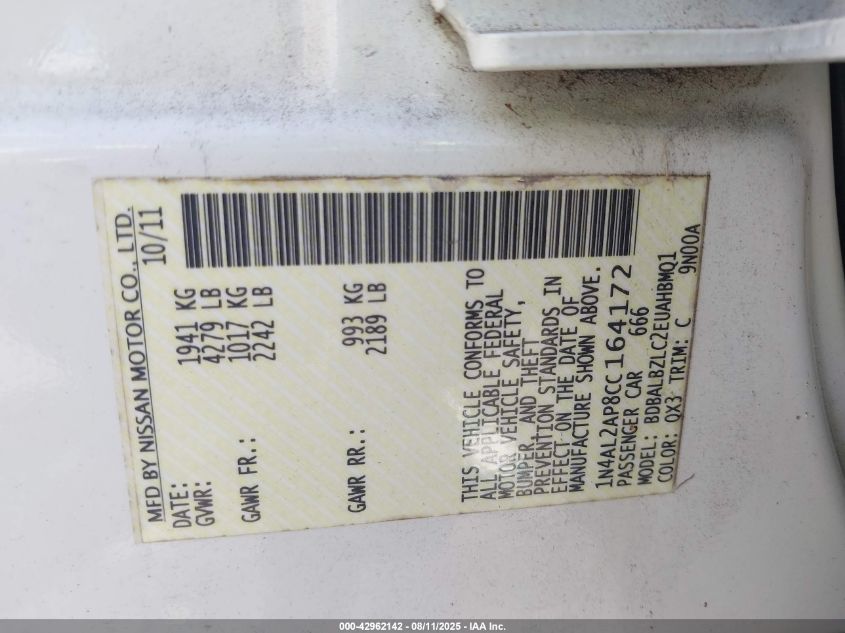 MFD BY NISSAN MOTOR CO., LTD.
DATE: 10/11
GVWR: 1941 KG
4279 LB
GAWR FR.: 1017 KG
2242 LB
GAWR RR.: 993 KG
2189 LB
THIS VEHICLE CONFORMS TO
ALL APPLICABLE FEDERAL
MOTOR VEHICLE SAFETY,
BUMPER, AND THEFT
PREVENTION STANDARDS IN
EFFECT ON THE DATE OF
MANUFACTURE SHOWN ABOVE.
1N4AL2AP8CC164172
PASSENGER CAR 666
MODEL: BDBALBZLC2EUAHBMO1
COLOR: QX3 TRIM: C 9N00A
000-42962142 - 08/11/2025 - IAA Inc.